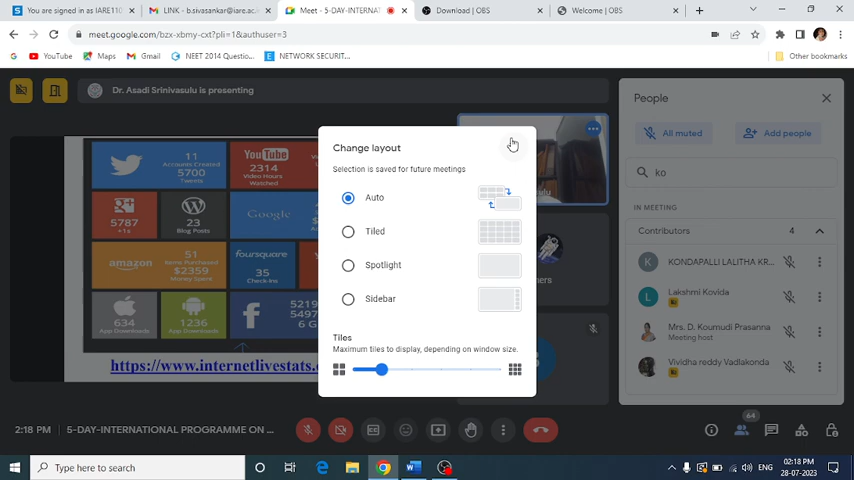 You are signed in as IARE110
LINK - b.sivasankar@iare.ac.i
Meet - 5-DAY-INTERNATI
Download | OBS
Welcome | OBS
meet.google.com/bzx-xbmy-cxt?pli=1&authuser=3
YouTube
Maps
Gmail
NEET 2014 Questio...
NETWORK SECURIT...
Other bookmarks
Dr. Asadi Srinivasulu is presenting
People
All muted
Add people
ko
IN MEETING
Contributors
4
KONDAPALLI LALITHA KR...
Lakshmi Kovida
Mrs. D. Koumudi Prasanna
Meeting host
Vividha reddy Vadlakonda
Change layout
Selection is saved for future meetings
Auto
Tiled
Spotlight
Sidebar
Tiles
Maximum tiles to display, depending on window size.
11
Accounts Created
5700
Tweets
YouTube
2314
Video Hours
Watched
5787
+1s
23
Blog Posts
Google
amazon
51
Items Purchased
$2359
Money Spent
foursquare
35
Check-ins
634
App Downloads
1236
App Downloads
5219
5497
6 G
https://www.internetlivestats.
2:18 PM
5-DAY-INTERNATIONAL PROGRAMME ON ...
64
Type here to search
ENG
02:18 PM
28-07-2023